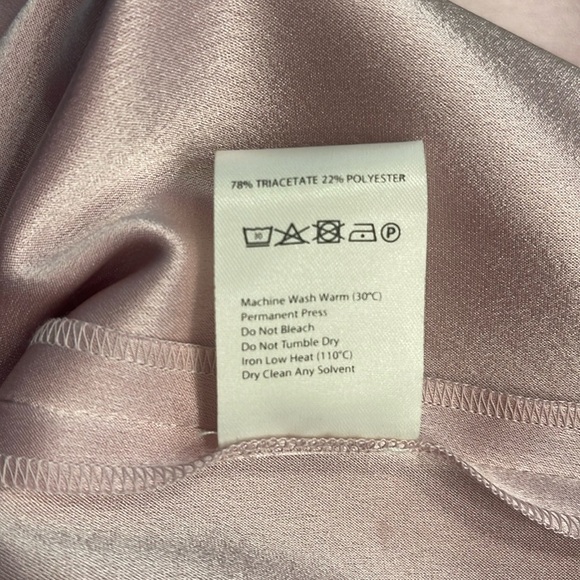 78% TRIACETATE 22% POLYESTER
30 P
Machine Wash Warm (30°C)
Permanent Press
Do Not Bleach
Do Not Tumble Dry
Iron Low Heat (110°C)
Dry Clean Any Solvent